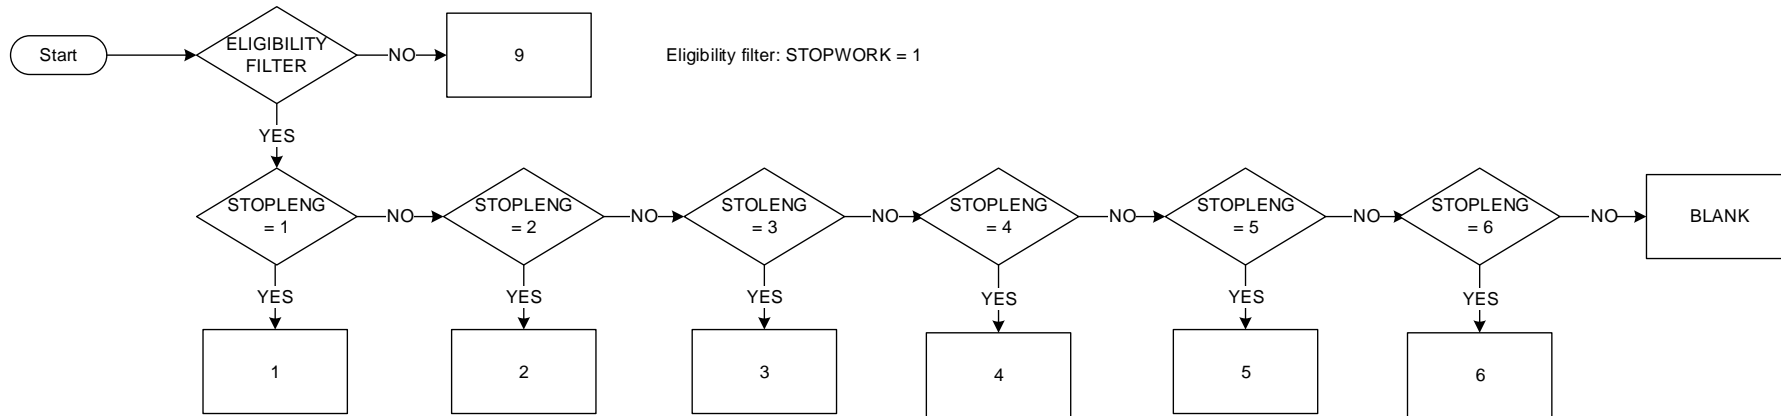 Start
ELIGIBILITY
FILTER
NO
9
Eligibility filter: STOPWORK = 1
YES
STOPLENG
= 1
NO
STOPLENG
= 2
NO
STOLENG
= 3
NO
STOPLENG
= 4
NO
STOPLENG
= 5
NO
STOPLENG
= 6
NO
BLANK
YES
YES
YES
YES
YES
YES
1
2
3
4
5
6